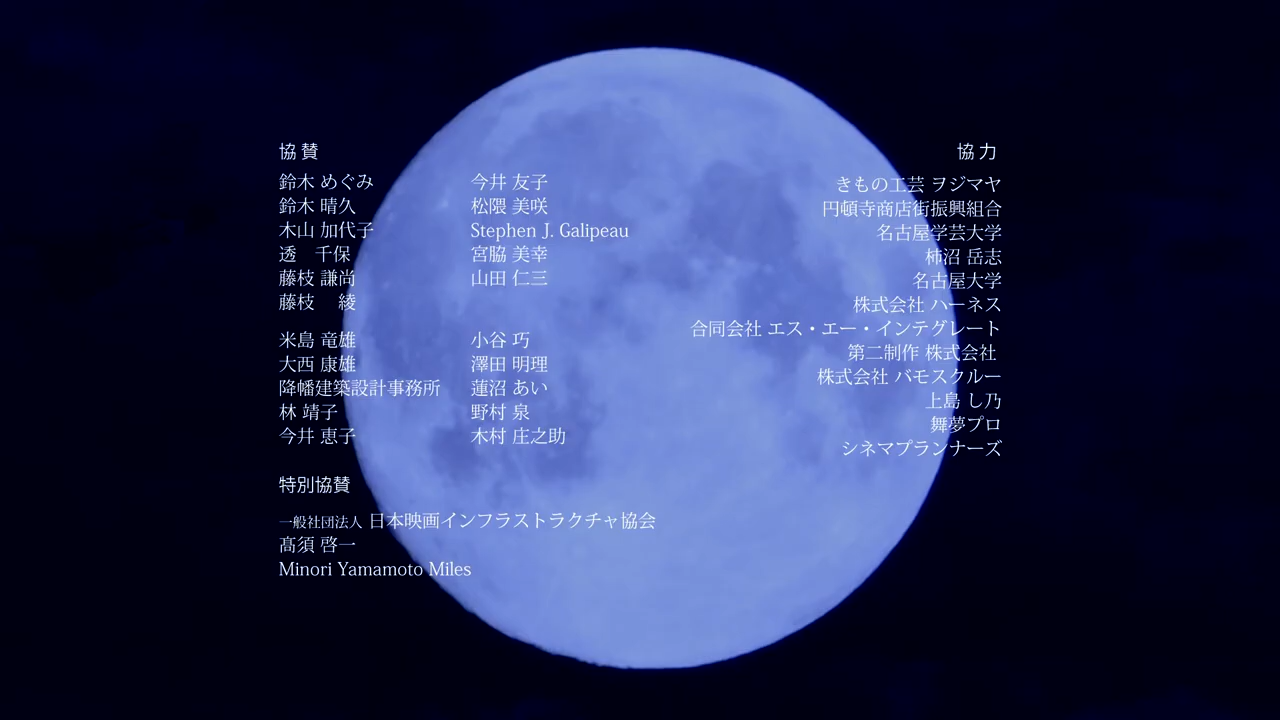 協 賛
鈴木 めぐみ
鈴木 晴久
木山 加代子
透　千保
藤枝 謙尚
藤枝　綾
米島 竜雄
大西 康雄
降幡建築設計事務所
林 靖子
今井 恵子
今井 友子
松隈 美咲
Stephen J. Galipeau
宮脇 美幸
山田 仁三
小谷 巧
澤田 明理
蓮沼 あい
野村 泉
木村 庄之助
特別協賛
一般社団法人 日本映画インフラストラクチャ協会
髙須 啓一
Minori Yamamoto Miles
協 力
きもの工芸 ヲジマヤ
円頓寺商店街振興組合
名古屋学芸大学
柿沼 岳志
名古屋大学
株式会社 ハーネス
合同会社 エス・エー・インテグレート
第二制作 株式会社
株式会社 バモスクルー
上島 し乃
舞夢プロ
シネマプランナーズ